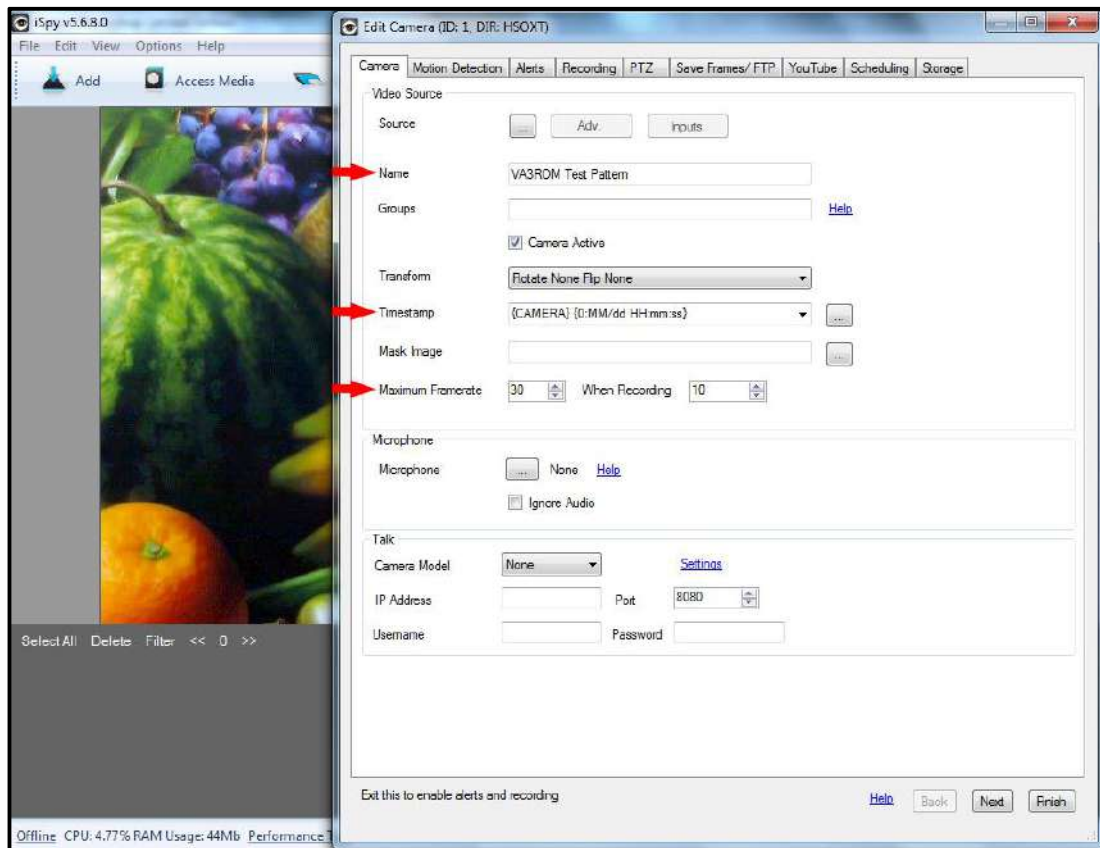 iSpy v5.6.8.0
File Edit View Options Help
Add Access Media
Edit Camera (ID: 1, DIR: HSOXT)
Camera Motion Detection Alerts Recording PTZ Save Frames/ FTP YouTube Scheduling Storage
Video Source
Source ... Adv. Inputs
Name VA3ROM Test Pattern
Groups Help
Camera Active
Transform Rotate None Flip None
Timestamp {CAMERA} {0:MM/dd HH:mm:ss} ...
Mask Image ...
Maximum Framerate 30 When Recording 10
Microphone
Microphone ... None Help
Ignore Audio
Talk
Camera Model None Settings
IP Address Port 8080
Username Password
Exit this to enable alerts and recording
Help Back Next Finish
Select All Delete Filter << 0 >>
Offline CPU: 4.77% RAM Usage: 44Mb Performance T